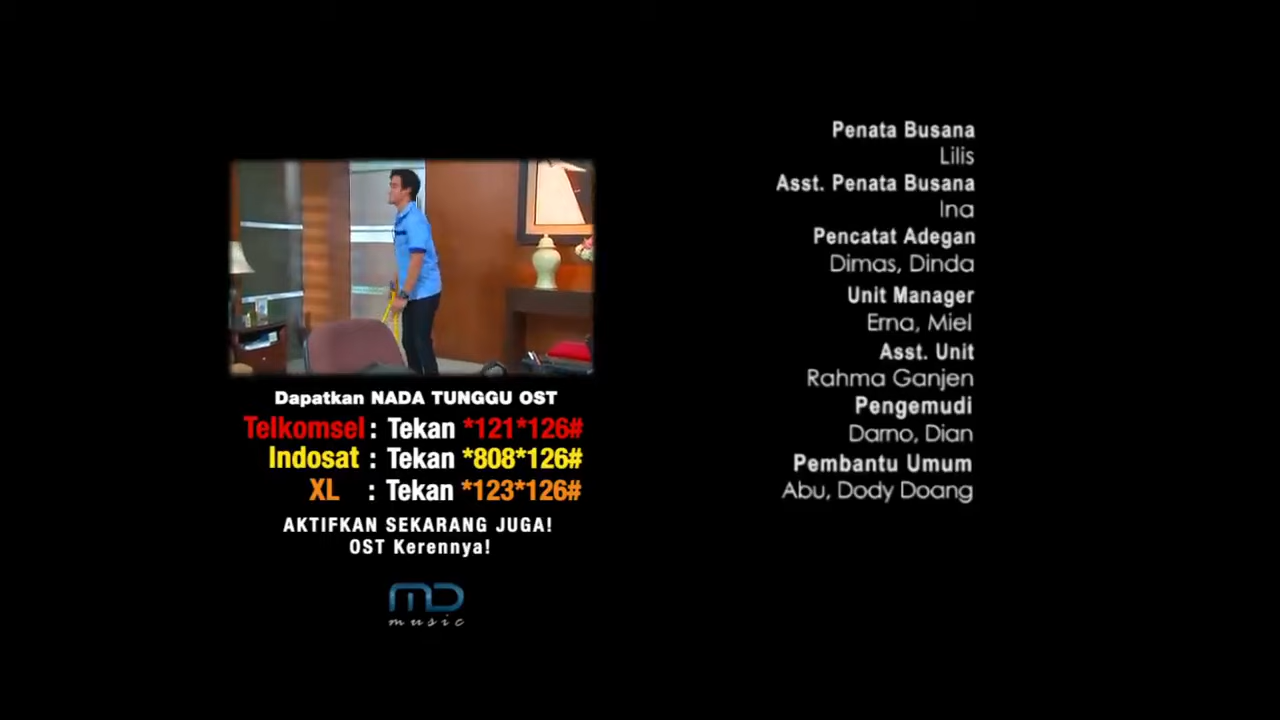 Dapatkan NADA TUNGGU OST
Telkomsel : Tekan *121*126#
Indosat : Tekan *808*126#
XL : Tekan *123*126#
AKTIFKAN SEKARANG JUGA!
OST Kerennya!
MD
music
Penata Busana
Lilis
Asst. Penata Busana
Ina
Pencatat Adegan
Dimas, Dinda
Unit Manager
Erna, Miel
Asst. Unit
Rahma Ganjen
Pengemudi
Darno, Dian
Pembantu Umum
Abu, Dody Doang